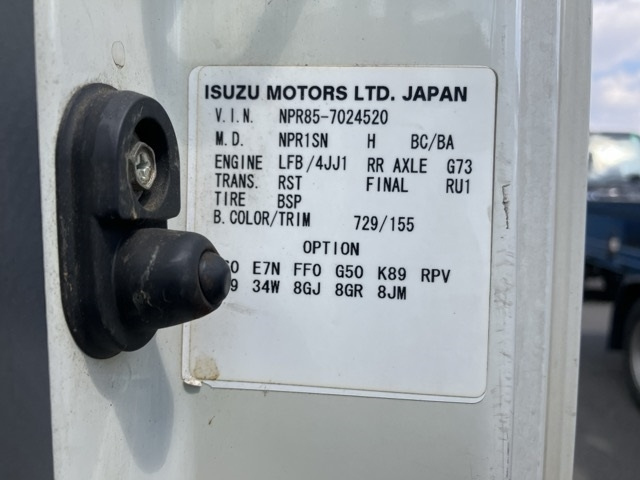 ISUZU MOTORS LTD. JAPAN
V.I.N. NPR85-7024520
M.D. NPR1SN H BC/BA
ENGINE LFB/4JJ1 RR AXLE G73
TRANS. RST FINAL RU1
TIRE BSP
B.COLOR/TRIM 729/155
OPTION
E7N FF0 G50 K89 RPV
34W 8GJ 8GR 8JM